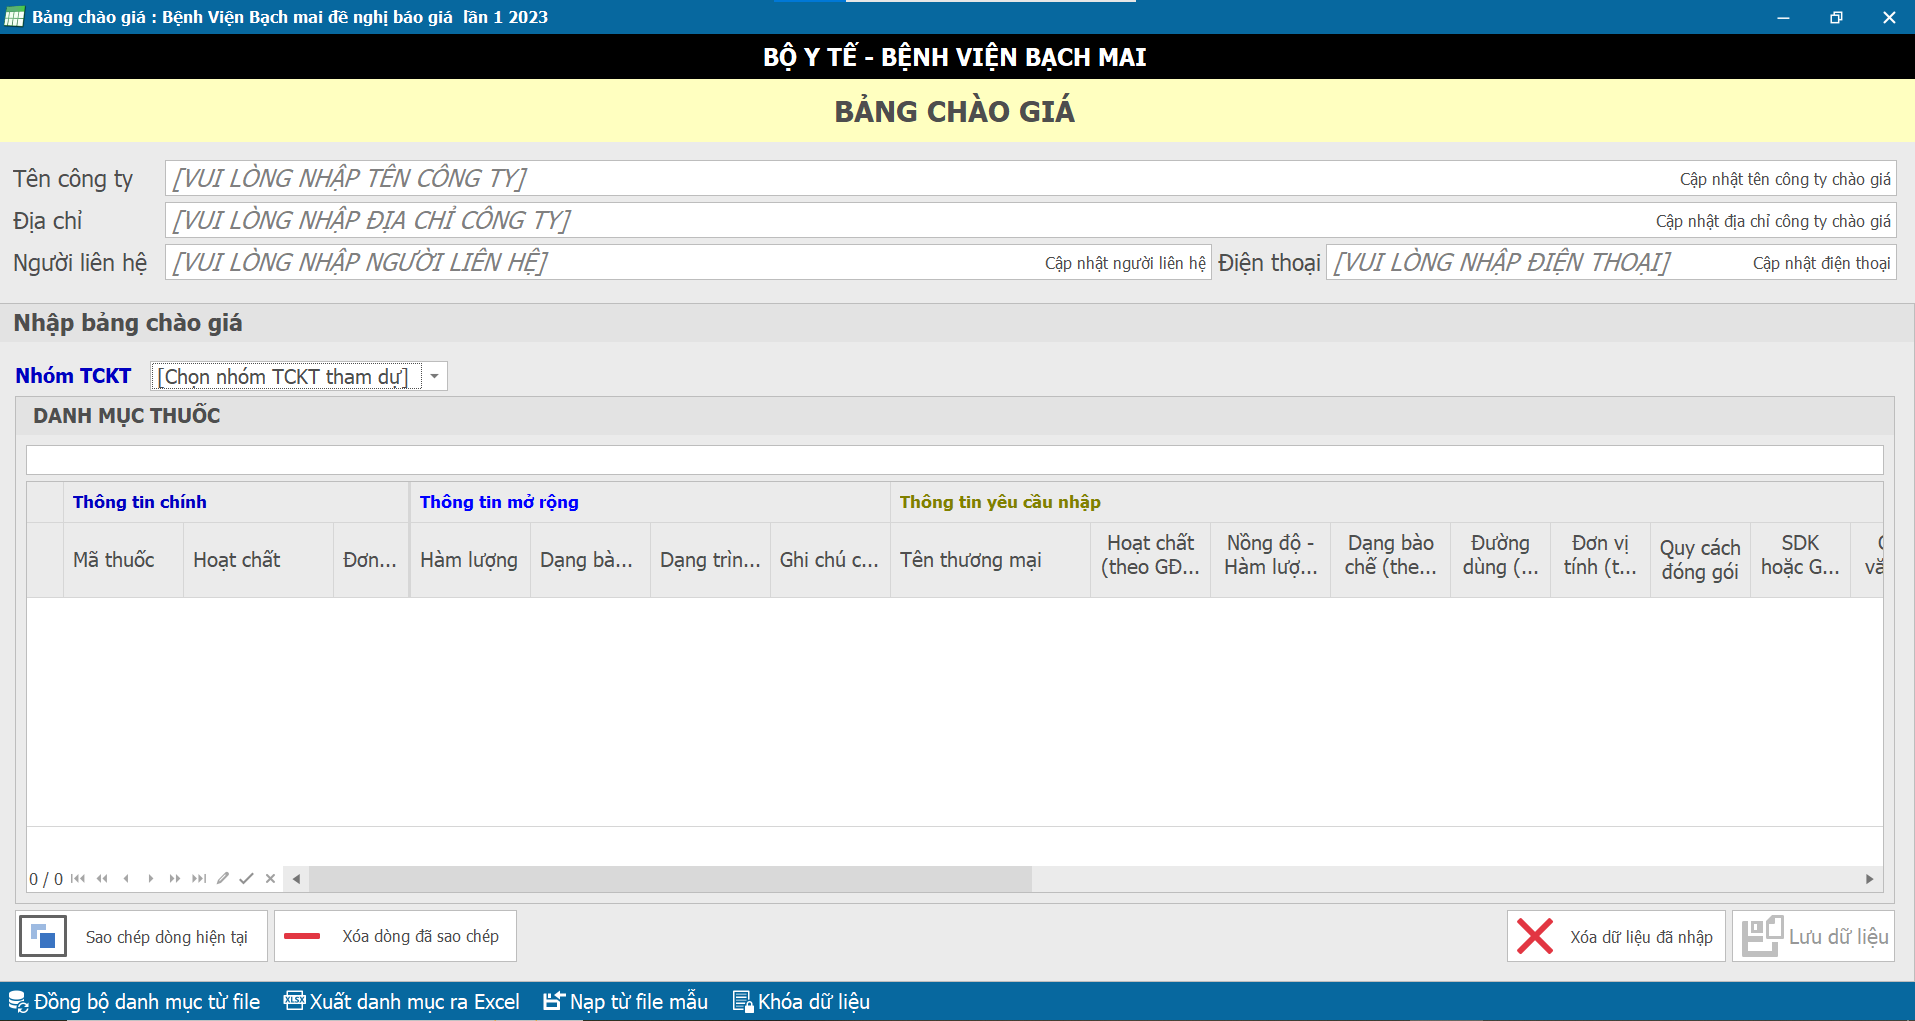 Bảng chào giá : Bệnh Viện Bạch mai đề nghị báo giá  lần 1 2023
BỘ Y TẾ - BỆNH VIỆN BẠCH MAI
BẢNG CHÀO GIÁ
Tên công ty [VUI LÒNG NHẬP TÊN CÔNG TY] Cập nhật tên công ty chào giá
Địa chỉ [VUI LÒNG NHẬP ĐỊA CHỈ CÔNG TY] Cập nhật địa chỉ công ty chào giá
Người liên hệ [VUI LÒNG NHẬP NGƯỜI LIÊN HỆ] Cập nhật người liên hệ Điện thoại [VUI LÒNG NHẬP ĐIỆN THOẠI] Cập nhật điện thoại
Nhập bảng chào giá
Nhóm TCKT [Chọn nhóm TCKT tham dự]
DANH MỤC THUỐC
Thông tin chính Thông tin mở rộng Thông tin yêu cầu nhập
Mã thuốc Hoạt chất Đơn... Hàm lượng Dạng bà... Dạng trìn... Ghi chú c... Tên thương mại
Hoạt chất Nồng độ - Dạng bào Đường Đơn vị Quy cách SDK
(theo GĐ... Hàm lượ... chế (the... dùng (... tính (t... đóng gói hoặc G...
0 / 0
Sao chép dòng hiện tại Xóa dòng đã sao chép Xóa dữ liệu đã nhập Lưu dữ liệu
Đồng bộ danh mục từ file XLSX Xuất danh mục ra Excel Nạp từ file mẫu Khóa dữ liệu